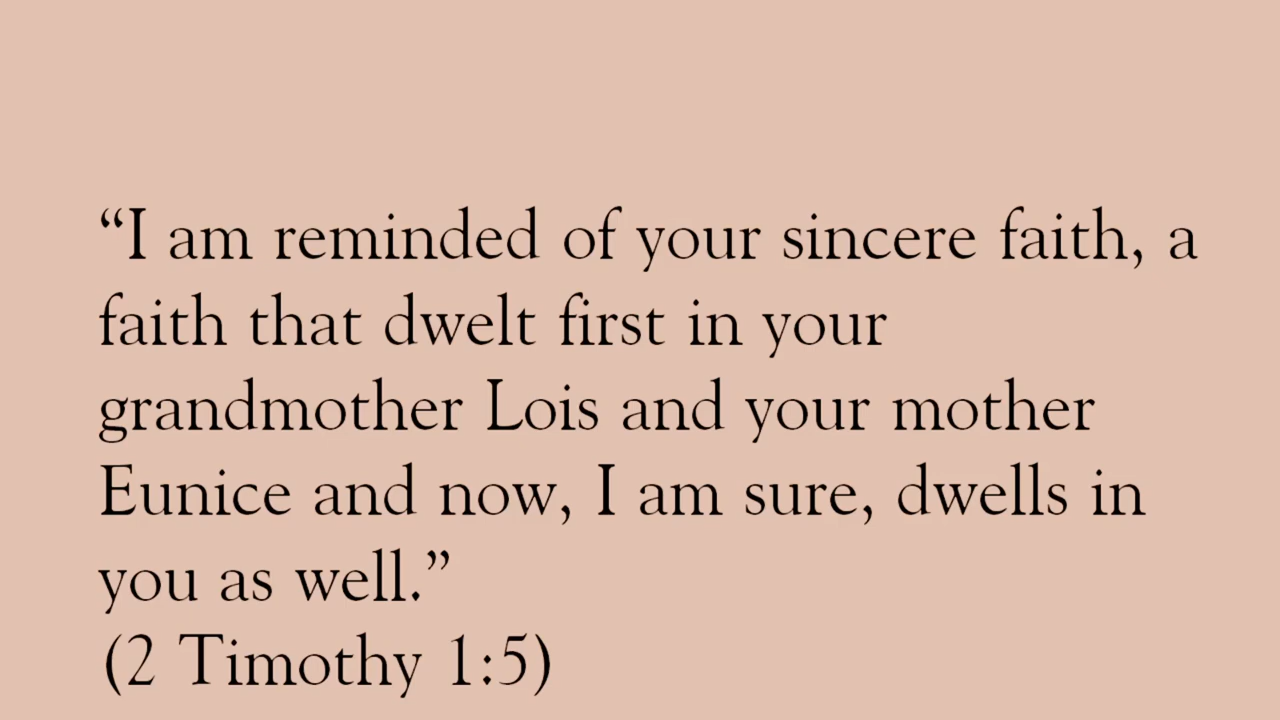 “I am reminded of your sincere faith, a
faith that dwelt first in your
grandmother Lois and your mother
Eunice and now, I am sure, dwells in
you as well.”
(2 Timothy 1:5)